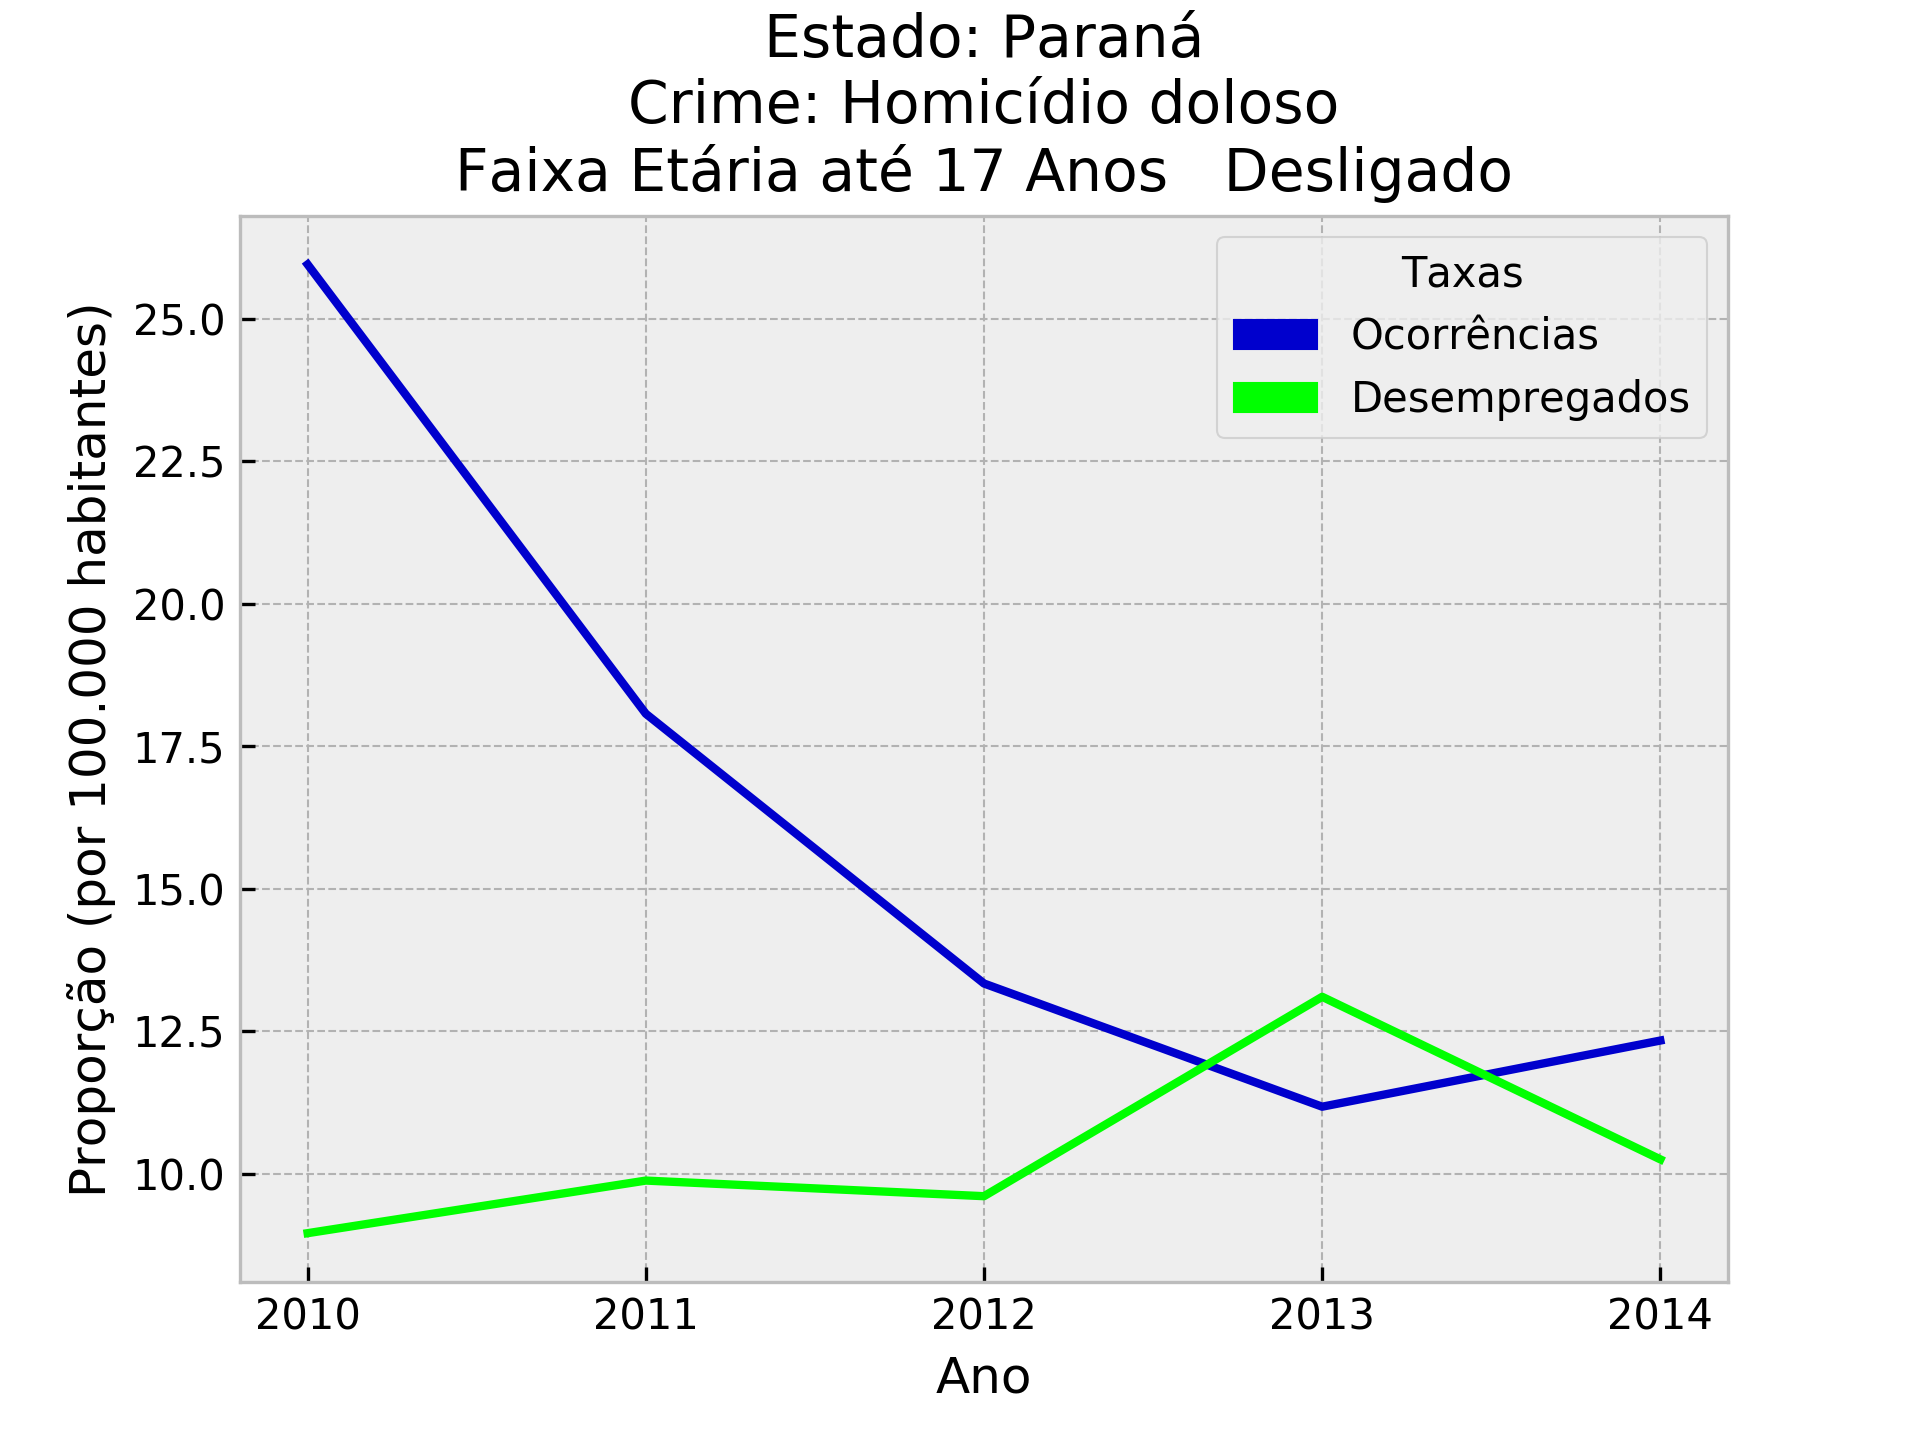 Estado: Paraná
Crime: Homicídio doloso
Faixa Etária até 17 Anos   Desligado
Taxas
Ocorrências
Desempregados
Proporção (por 100.000 habitantes)
25.0
22.5
20.0
17.5
15.0
12.5
10.0
2010 2011 2012 2013 2014
Ano